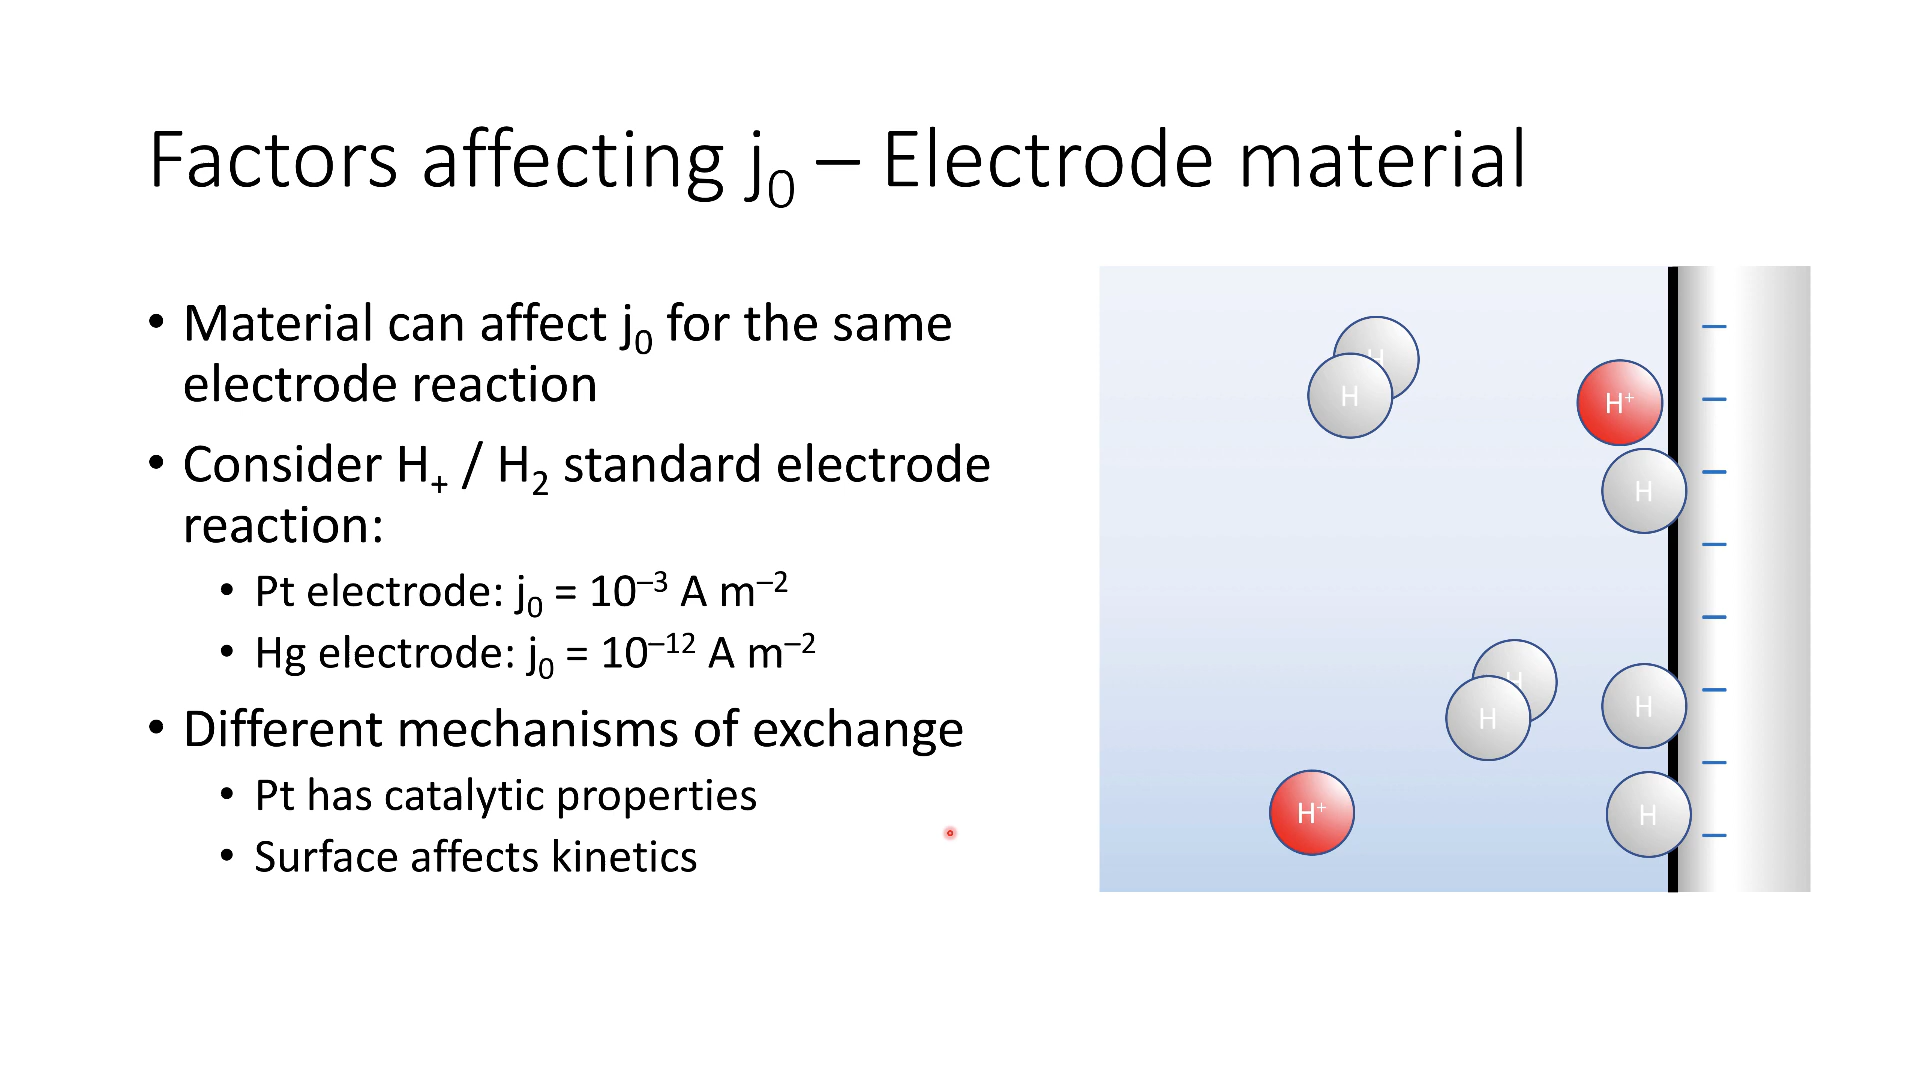 Factors affecting j₀ – Electrode material
• Material can affect j₀ for the same
electrode reaction
• Consider H₊ / H₂ standard electrode
reaction:
• Pt electrode: j₀ = 10⁻³ A m⁻²
• Hg electrode: j₀ = 10⁻¹² A m⁻²
• Different mechanisms of exchange
• Pt has catalytic properties
• Surface affects kinetics
H
H
H⁺
H
H
H
H
H⁺
H